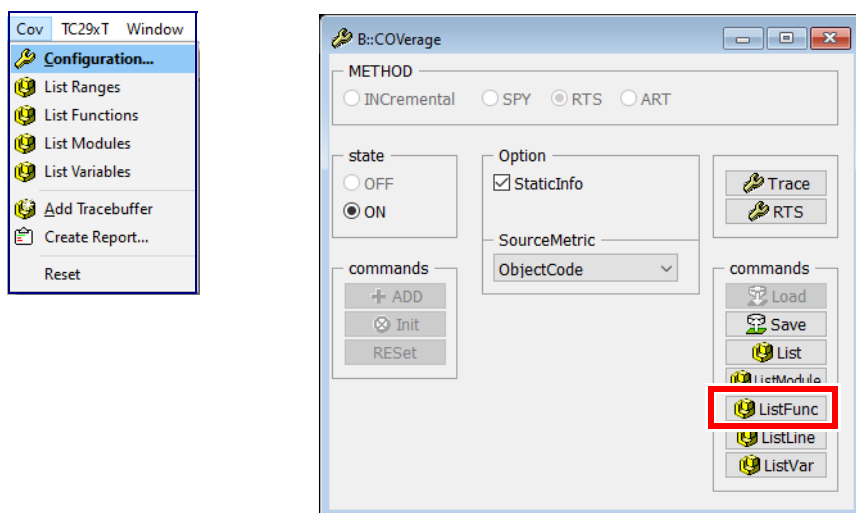 Cov TC29xT Window
Configuration...
List Ranges
List Functions
List Modules
List Variables
Add Tracebuffer
Create Report...
Reset
B::COVerage
METHOD
INCremental SPY RTS ART
state
OFF
ON
Option
StaticInfo
SourceMetric
ObjectCode
Trace
RTS
commands
ADD
Init
RESet
commands
Load
Save
List
ListModule
ListFunc
ListLine
ListVar